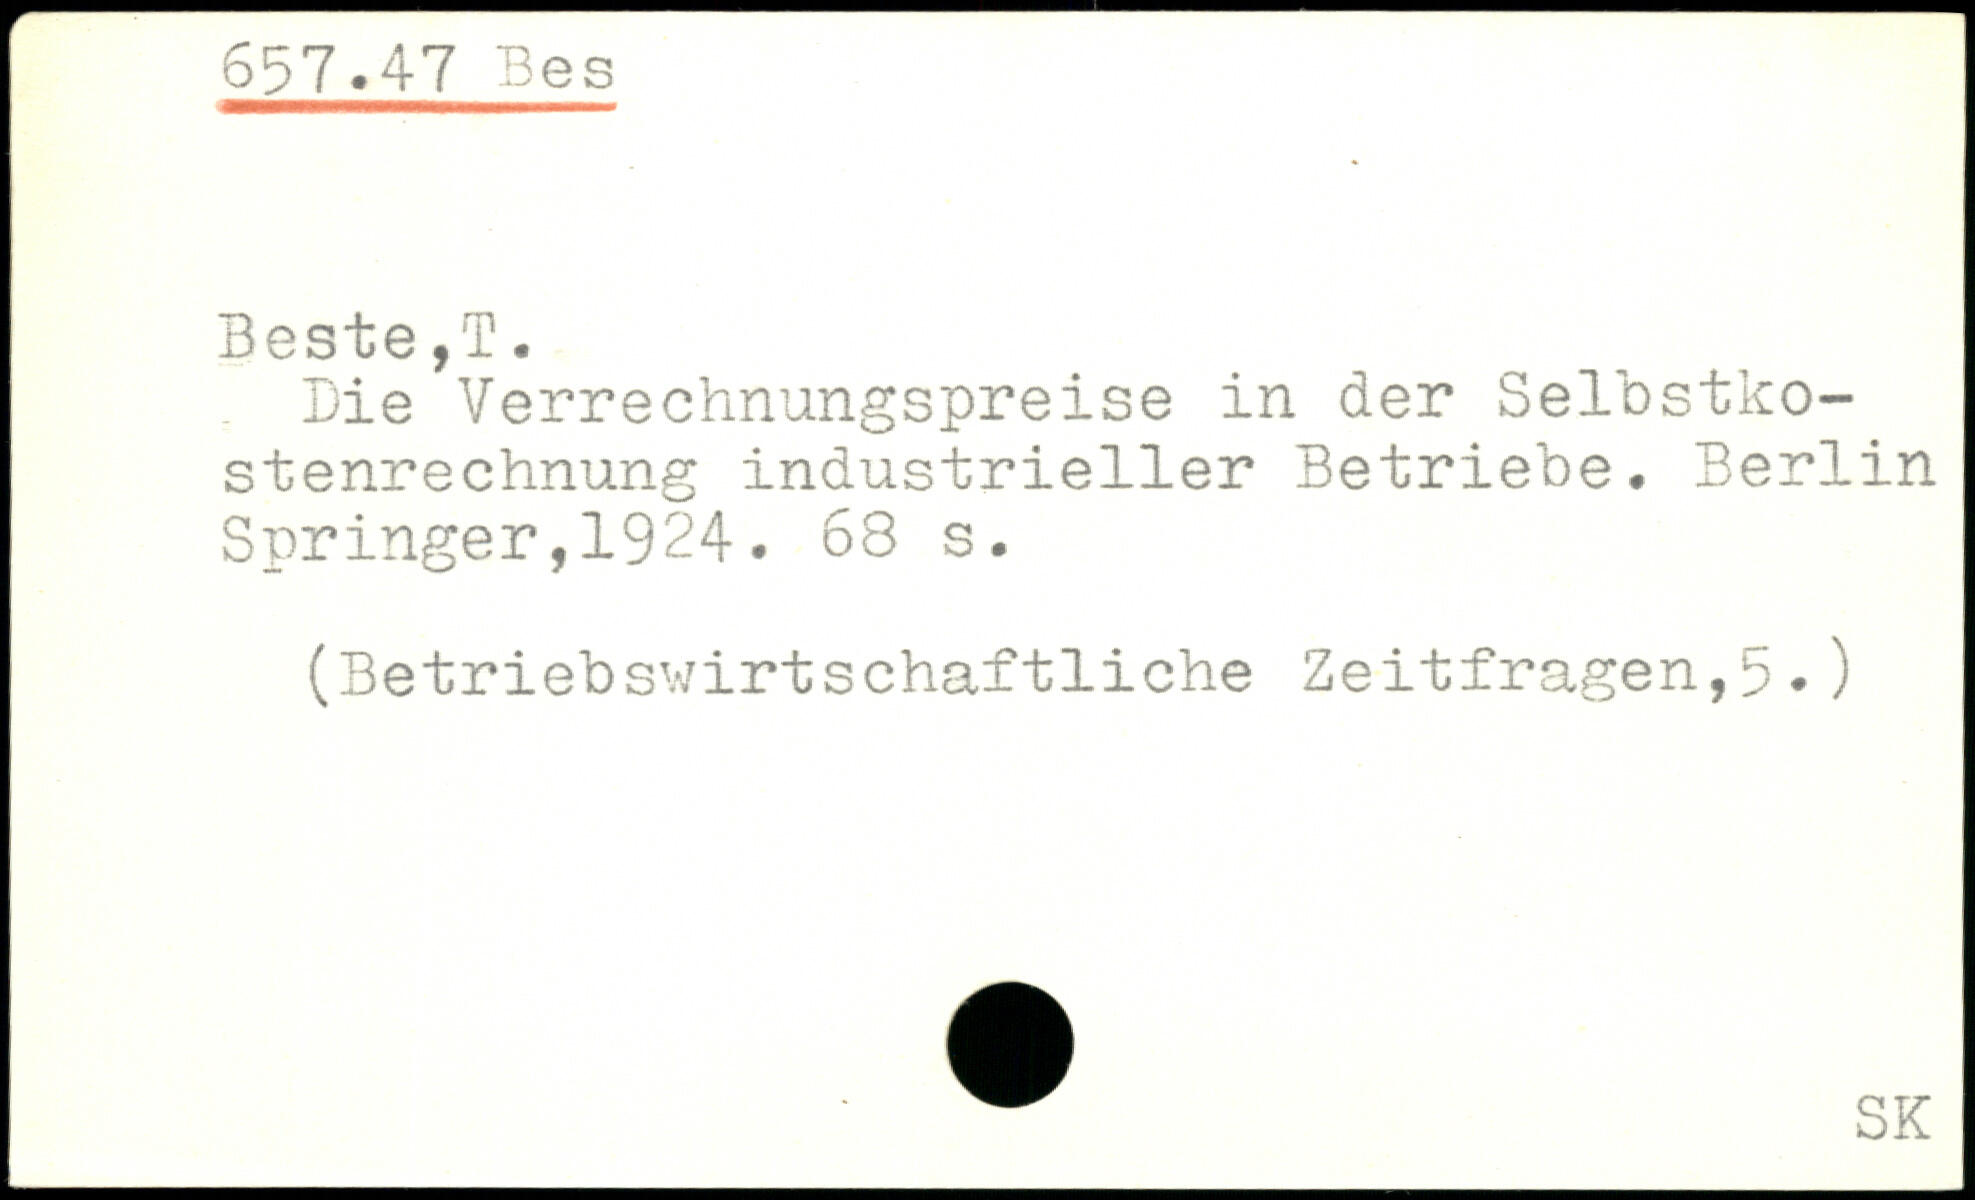 657.47 Bes
Beste,T.
Die Verrechnungspreise in der Selbstko-
stenrechnung industrieller Betriebe. Berlin
Springer,1924. 68 s.
(Betriebswirtschaftliche Zeitfragen,5.)
SK